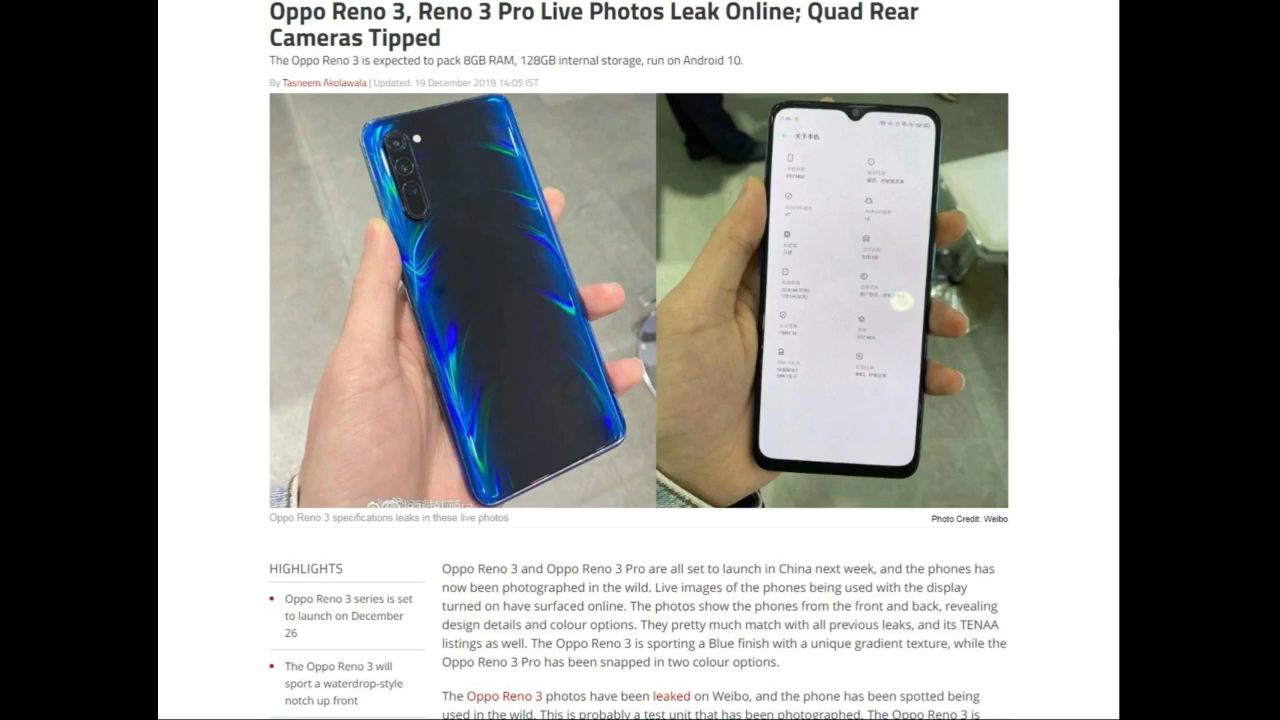 Oppo Reno 3, Reno 3 Pro Live Photos Leak Online; Quad Rear
Cameras Tipped
The Oppo Reno 3 is expected to pack 8GB RAM, 128GB internal storage, run on Android 10.
By Tasneem Akolawala | Updated: 19 December 2019 14:05 IST
关于手机
Oppo Reno 3 specifications leaks in these live photos
Photo Credit: Weibo
HIGHLIGHTS
Oppo Reno 3 series is set
to launch on December
26
The Oppo Reno 3 will
sport a waterdrop-style
notch up front
Oppo Reno 3 and Oppo Reno 3 Pro are all set to launch in China next week, and the phones has
now been photographed in the wild. Live images of the phones being used with the display
turned on have surfaced online. The photos show the phones from the front and back, revealing
design details and colour options. They pretty much match with all previous leaks, and its TENAA
listings as well. The Oppo Reno 3 is sporting a Blue finish with a unique gradient texture, while the
Oppo Reno 3 Pro has been snapped in two colour options.
The Oppo Reno 3 photos have been leaked on Weibo, and the phone has been spotted being
used in the wild. This is probably a test unit that has been photographed. The Oppo Reno 3 is